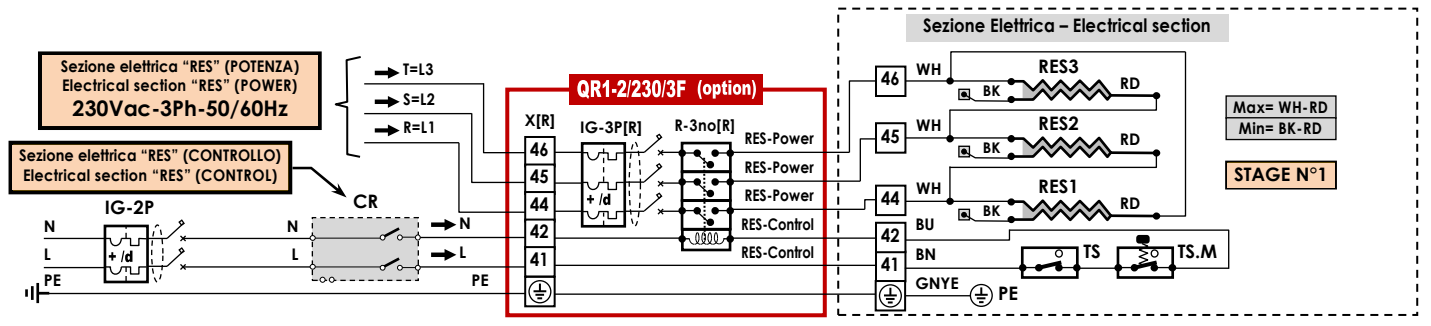 Sezione Elettrica – Electrical section
Sezione elettrica “RES” (POTENZA)
Electrical section “RES” (POWER)
230Vac-3Ph-50/60Hz
T=L3
S=L2
R=L1
QR1-2/230/3F (option)
X[R]
IG-3P[R]
R-3no[R]
46
45
44
42
41
+ /d
RES-Power
RES-Power
RES-Power
RES-Control
RES-Control
Sezione elettrica “RES” (CONTROLLO)
Electrical section “RES” (CONTROL)
IG-2P
CR
N
L
PE
+ /d
N
L
PE
N
L
46
WH
BK
RES3
RD
45
WH
BK
RES2
RD
44
WH
BK
RES1
RD
42
BU
41
BN
TS
TS.M
GNYE
PE
Max= WH-RD
Min= BK-RD
STAGE N°1